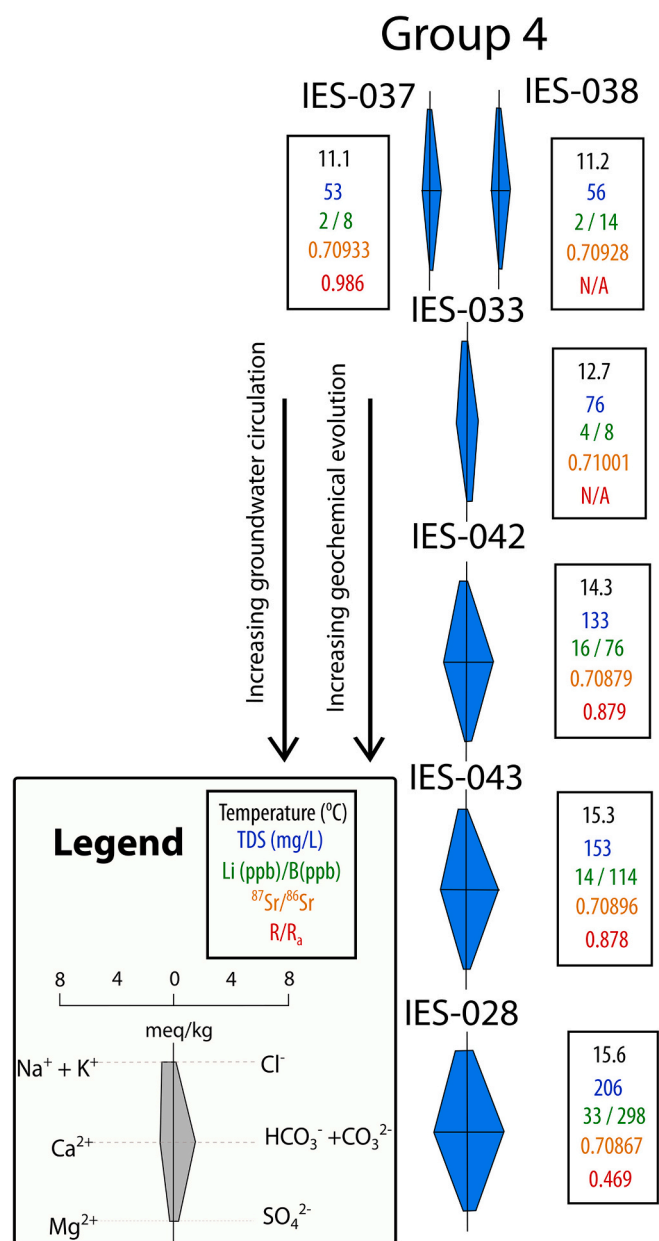 Group 4
IES-037
IES-038
11.1
53
2 / 8
0.70933
0.986
11.2
56
2 / 14
0.70928
N/A
IES-033
12.7
76
4 / 8
0.71001
N/A
Increasing groundwater circulation
Increasing geochemical evolution
IES-042
14.3
133
16 / 76
0.70879
0.879
IES-043
15.3
153
14 / 114
0.70896
0.878
IES-028
15.6
206
33 / 298
0.70867
0.469
Legend
Temperature (⁰C)
TDS (mg/L)
Li (ppb)/B(ppb)
⁸⁷Sr/⁸⁶Sr
R/Rₐ
8 4 0 4 8
meq/kg
Na⁺ + K⁺ Cl⁻
Ca²⁺ HCO₃⁻ +CO₃²⁻
Mg²⁺ SO₄²⁻